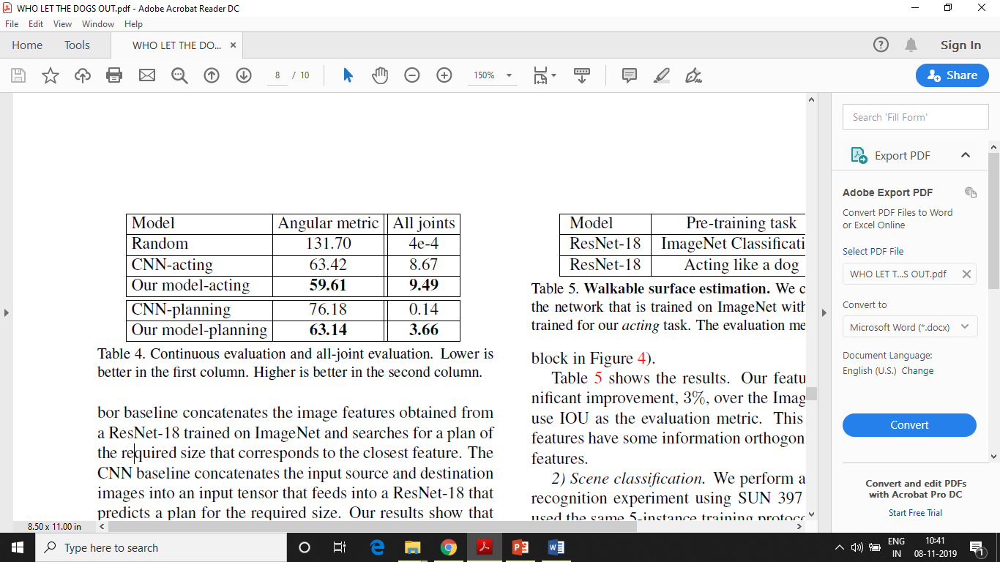 WHO LET THE DOGS OUT.pdf - Adobe Acrobat Reader DC
File Edit View Window Help
Home Tools WHO LET THE DO... × Sign In
8 / 10 150% Share
Model Angular metric All joints
Random 131.70 4e-4
CNN-acting 63.42 8.67
Our model-acting 59.61 9.49
CNN-planning 76.18 0.14
Our model-planning 63.14 3.66
Table 4. Continuous evaluation and all-joint evaluation. Lower is
better in the first column. Higher is better in the second column.
bor baseline concatenates the image features obtained from
a ResNet-18 trained on ImageNet and searches for a plan of
the required size that corresponds to the closest feature. The
CNN baseline concatenates the input source and destination
images into an input tensor that feeds into a ResNet-18 that
predicts a plan for the required size. Our results show that
Model Pre-training task
ResNet-18 ImageNet Classificati
ResNet-18 Acting like a dog
Table 5. Walkable surface estimation. We c
the network that is trained on ImageNet with
trained for our acting task. The evaluation me
block in Figure 4).
Table 5 shows the results. Our featu
nificant improvement, 3%, over the Imag
use IOU as the evaluation metric. This
features have some information orthogon
features.
2) Scene classification. We perform a
recognition experiment using SUN 397
used the same 5-instance training protoco
Search 'Fill Form'
Export PDF
Adobe Export PDF
Convert PDF Files to Word
or Excel Online
Select PDF File
WHO LET T...S OUT.pdf
Convert to
Microsoft Word (*.docx)
Document Language:
English (U.S.) Change
Convert
Convert and edit PDFs
with Acrobat Pro DC
Start Free Trial
8.50 x 11.00 in
Type here to search
ENG
IN
10:41
08-11-2019
1